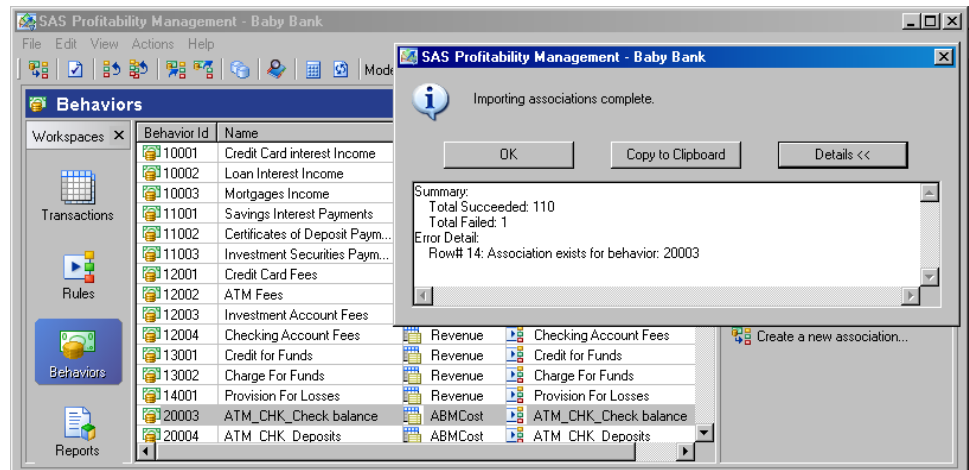 SAS Profitability Management - Baby Bank
File Edit View Actions Help
Mode
Behaviors
Workspaces
Transactions
Rules
Behaviors
Reports
Behavior Id Name
10001 Credit Card interest Income
10002 Loan Interest Income
10003 Mortgages Income
11001 Savings Interest Payments
11002 Certificates of Deposit Paym...
11003 Investment Securities Paym...
12001 Credit Card Fees
12002 ATM Fees
12003 Investment Account Fees
12004 Checking Account Fees Revenue Checking Account Fees
13001 Credit for Funds Revenue Credit for Funds
13002 Charge For Funds Revenue Charge For Funds
14001 Provision For Losses Revenue Provision For Losses
20003 ATM_CHK_Check balance ABMCost ATM_CHK_Check balance
20004 ATM_CHK_Deposits ABMCost ATM_CHK_Deposits
Create a new association...
SAS Profitability Management - Baby Bank
Importing associations complete.
OK Copy to Clipboard Details <<
Summary:
Total Succeeded: 110
Total Failed: 1
Error Detail:
Row# 14: Association exists for behavior: 20003